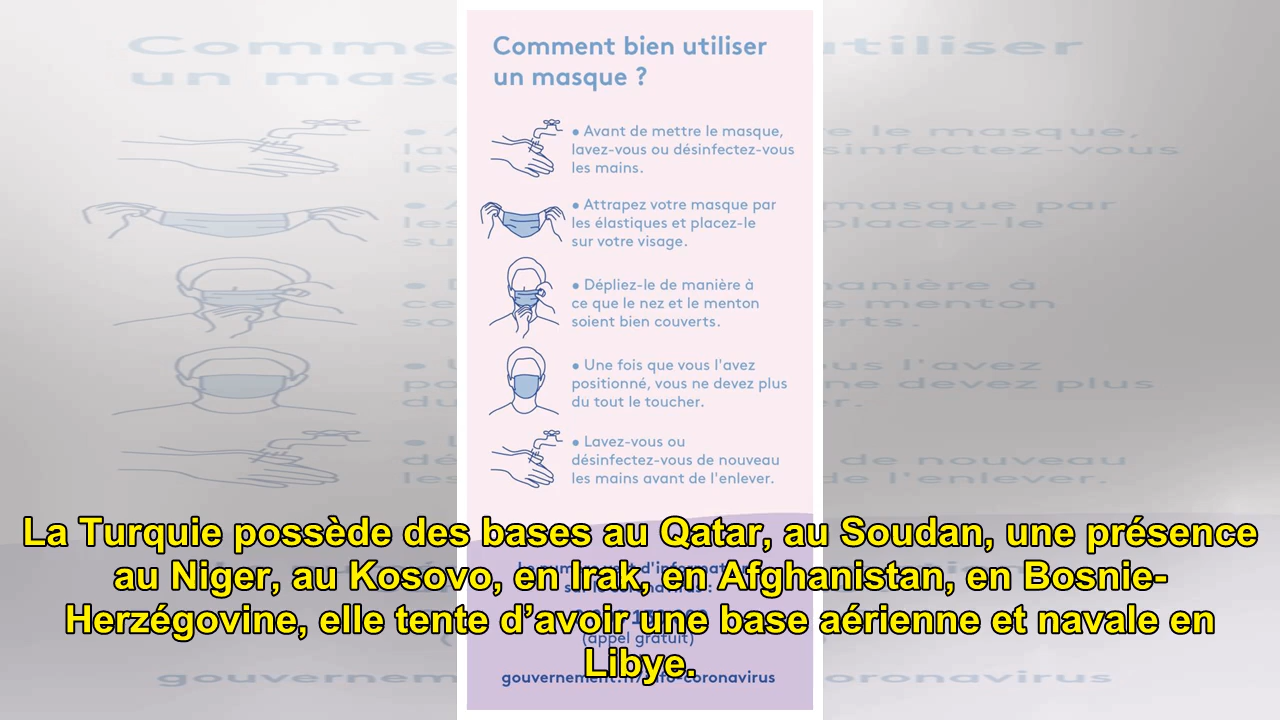 Comment bien utiliser
un masque ?
• Avant de mettre le masque,
lavez-vous ou désinfectez-vous
les mains.
• Attrapez votre masque par
les élastiques et placez-le
sur votre visage.
• Dépliez-le de manière à
ce que le nez et le menton
soient bien couverts.
• Une fois que vous l'avez
positionné, vous ne devez plus
du tout le toucher.
• Lavez-vous ou
désinfectez-vous de nouveau
les mains avant de l'enlever.
La Turquie possède des bases au Qatar, au Soudan, une présence
au Niger, au Kosovo, en Irak, en Afghanistan, en Bosnie-
Herzégovine, elle tente d’avoir une base aérienne et navale en
(appel gratuit)
Libye.